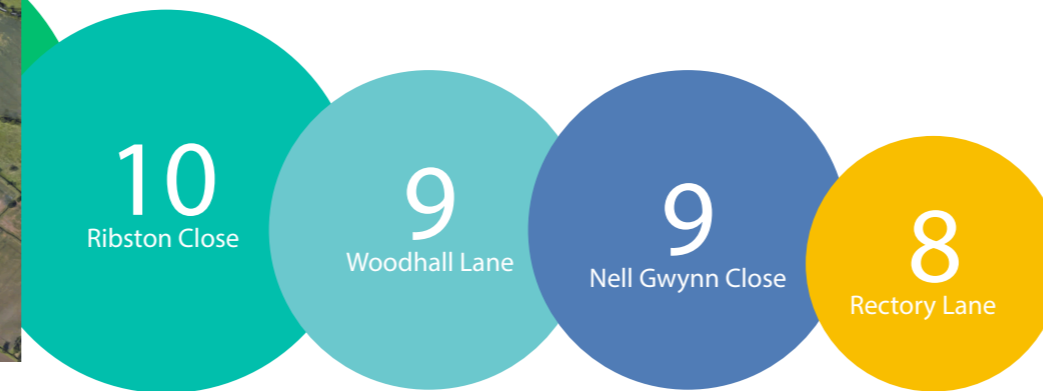 10
Ribston Close
9
Woodhall Lane
9
Nell Gwynn Close
8
Rectory Lane